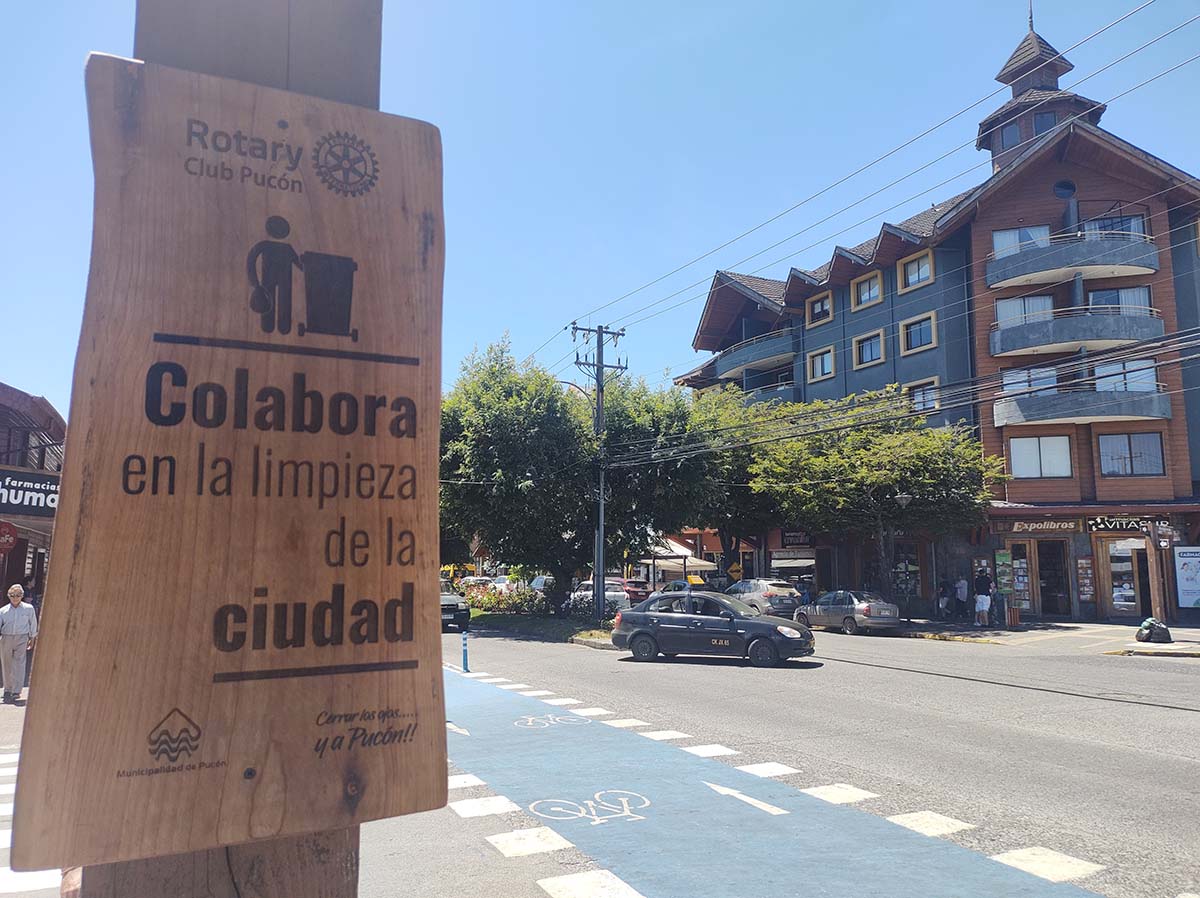 Rotary
Club Pucón
Colabora
en la limpieza
de la
ciudad
Municipalidad de Pucón
Cerrar los ojos.....
y a Pucón!!
farmacias
huma
Expolibros